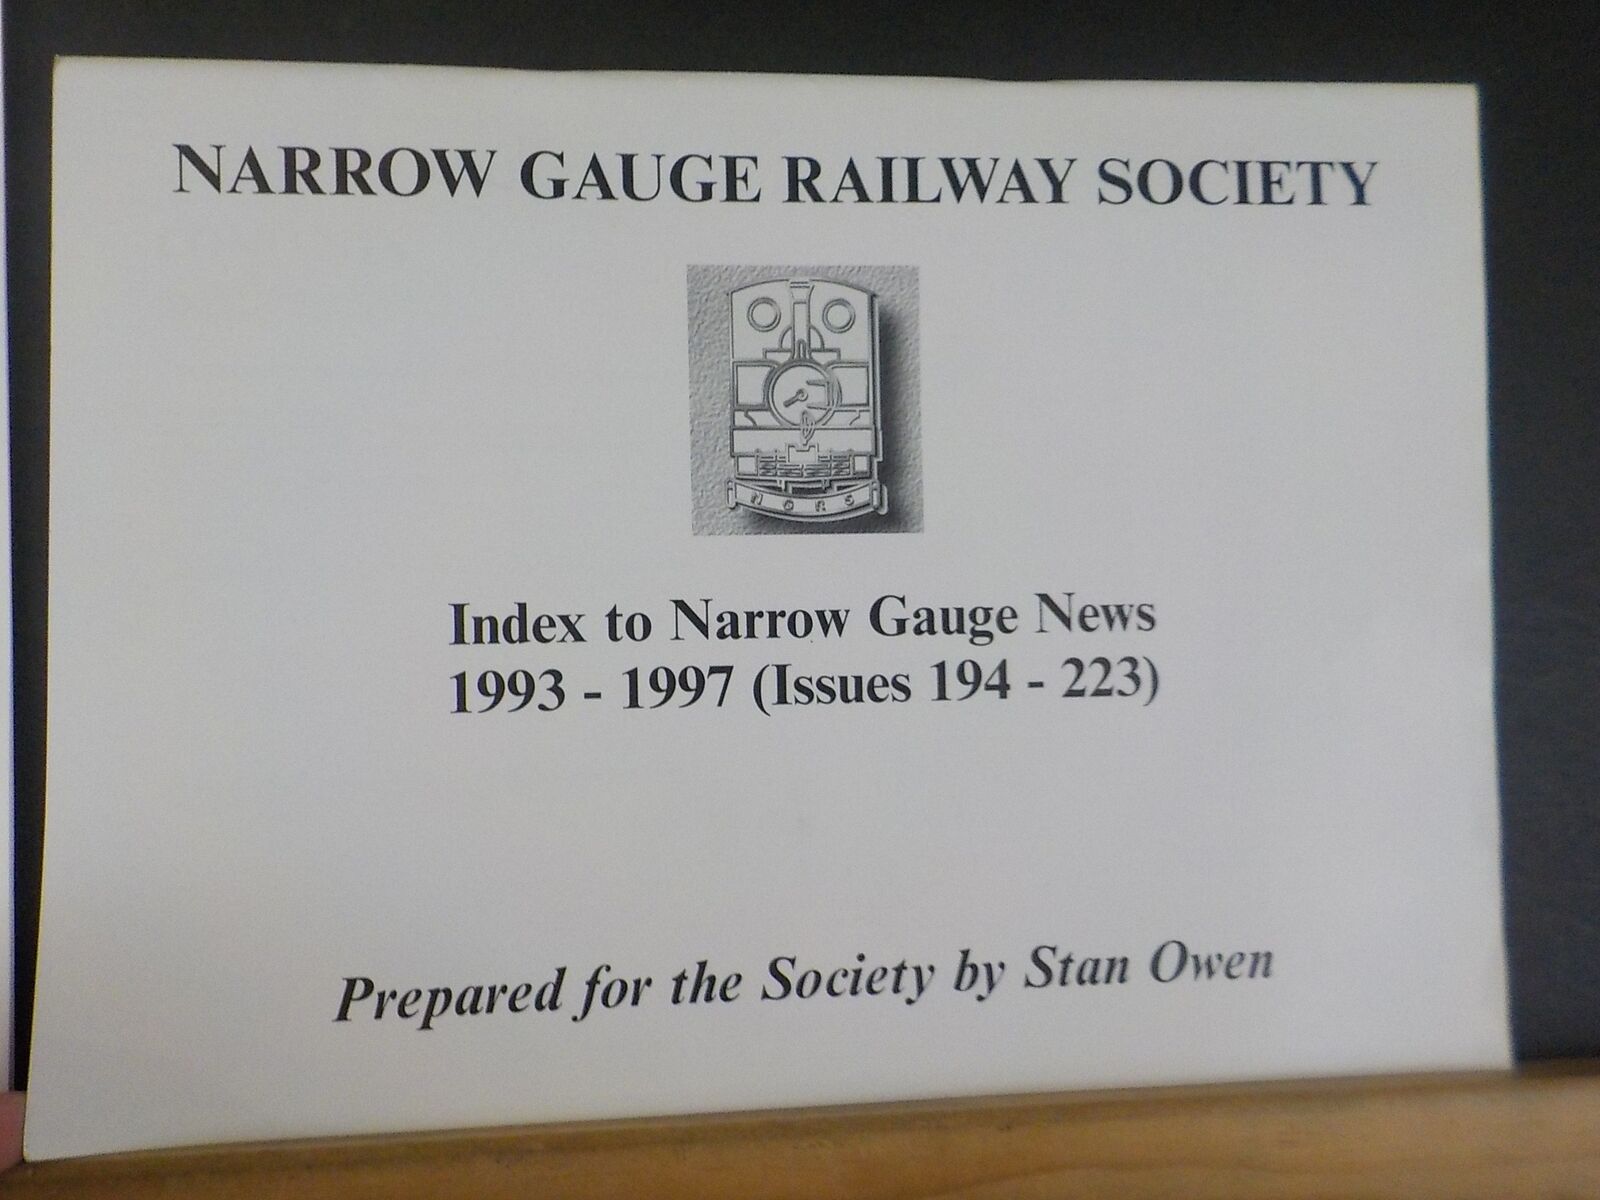 NARROW GAUGE RAILWAY SOCIETY
N G R S
Index to Narrow Gauge News
1993 - 1997 (Issues 194 - 223)
Prepared for the Society by Stan Owen